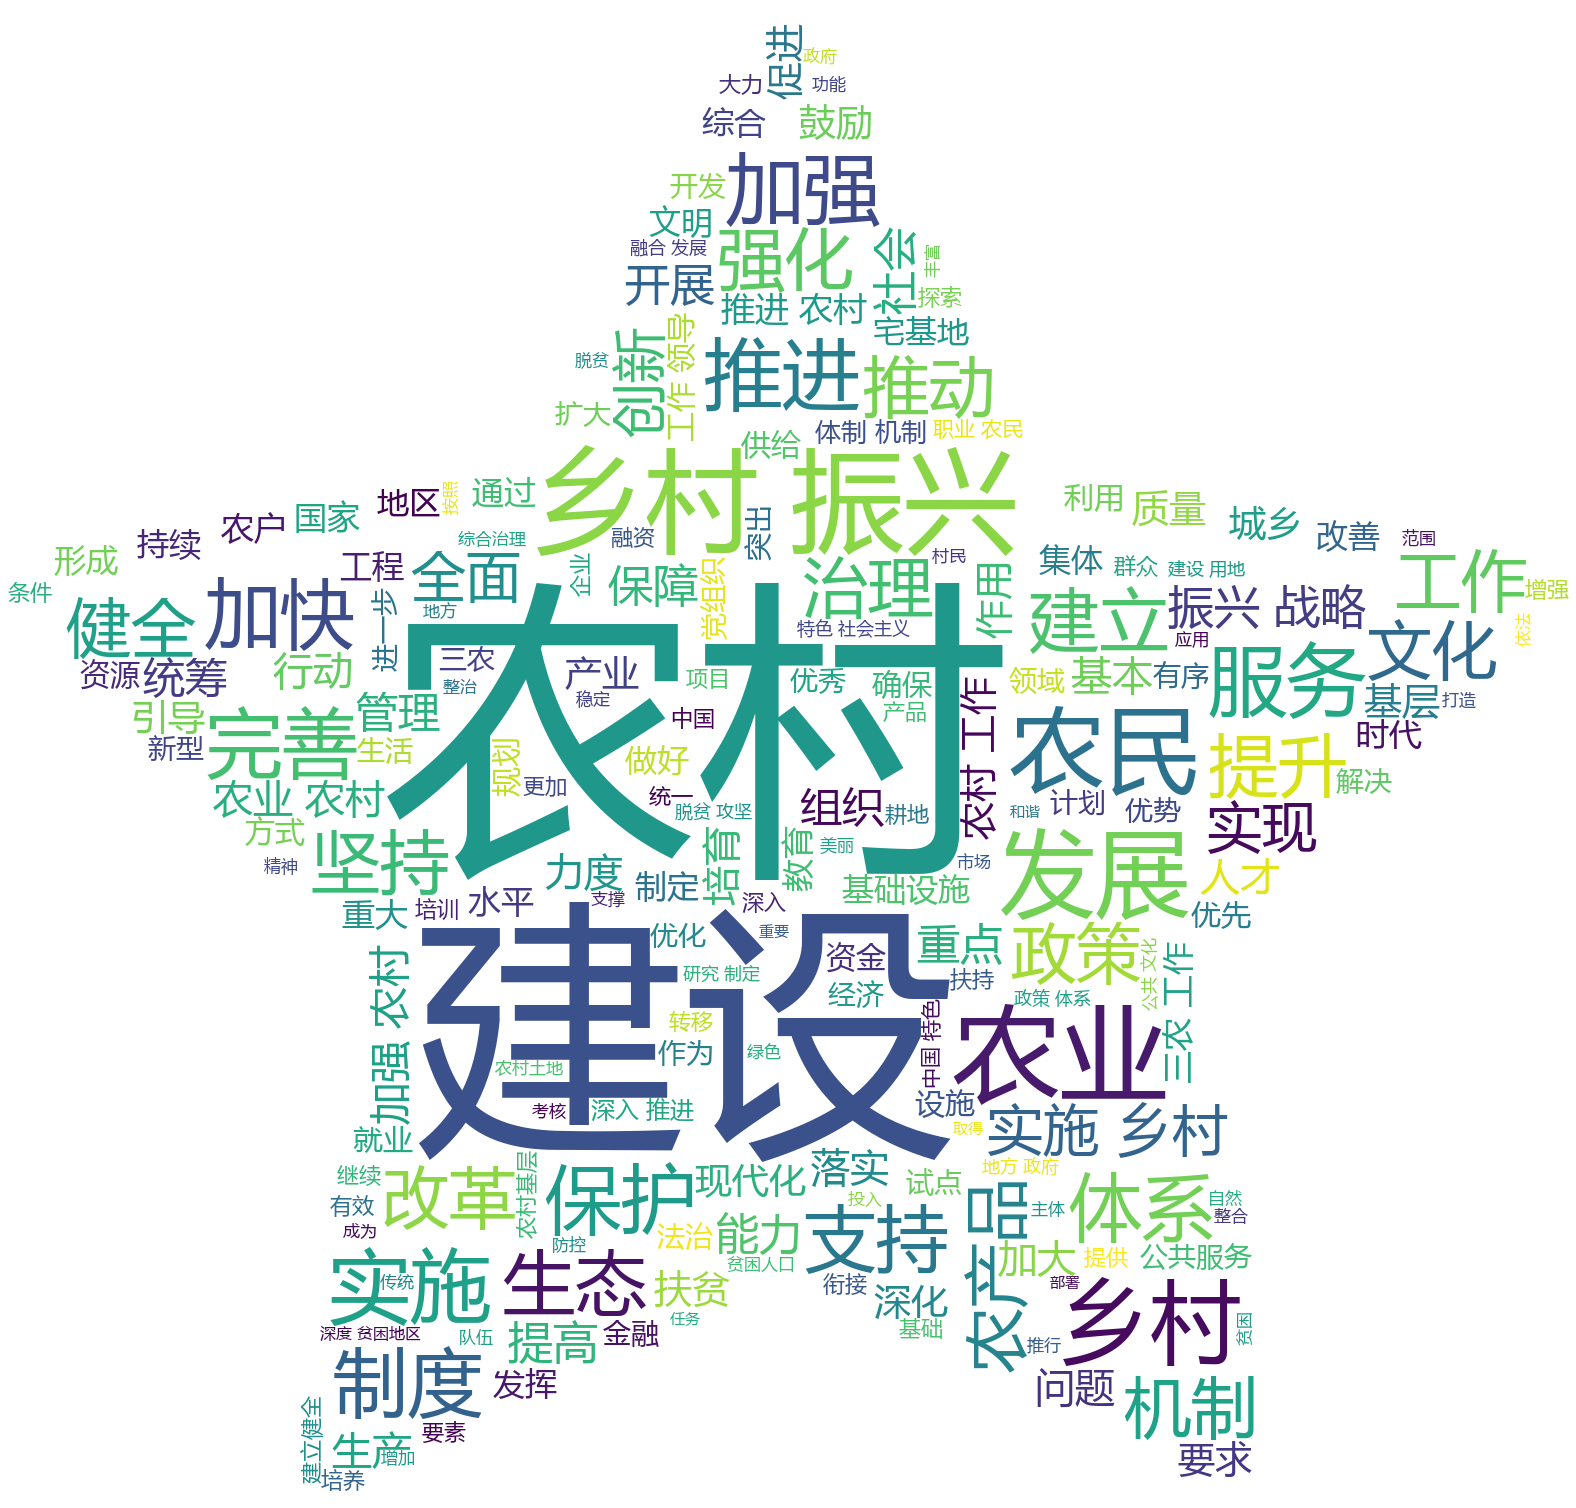 促进
政府
大力
功能
综合
鼓励
加强
开发
文明
强化
社会
丰富
融合 发展
开展
探索
推进 农村
宅基地
创新
工作 领导
推进
推动
脱贫
扩大
供给
体制 机制
职业 农民
乡村 振兴
地区
按照
通过
利用
质量
农户
国家
突出
城乡
持续
综合治理
融资
改善
范围
形成
工程
全面
企业
保障
党组织
治理
村民
作用
集体
群众
建设 用地
工作
增强
条件
健全
加快
进一步
地方
农村
特色 社会主义
建立
振兴 战略
应用
文化
依法
资源
统筹
行动
三农
整治
产业
稳定
项目
优秀
确保
产品
农村 工作
领域
基本
有序
服务
基层
打造
引导
新型
完善
管理
生活
中国
农民
提升
时代
规划
更加
做好
统一
脱贫 攻坚
组织
耕地
和谐
计划
优势
解决
农业 农村
方式
精神
坚持
培育
教育
美丽
市场
发展
实现
人才
力度
支撑
制定
深入
基础设施
重大
培训
水平
优先
建设
优化
重要
资金
重点
扶持
政策
公共 文化
三农 工作
加强 农村
研究 制定
经济
政策 体系
转移
作为
绿色
中国 特色
农业
农村土地
考核
深入 推进
设施
取得
实施 乡村
就业
继续
有效
成为
改革
农村基层
保护
防控
现代化
落实
试点
地方 政府
投入
农产品
主体
体系
自然
整合
法治
能力
贫困人口
支持
加大
提供
公共服务
实施
传统
生态
扶贫
任务
衔接
深化
基础
部署
乡村
贫困
深度 贫困地区
队伍
提高
金融
推行
制度
发挥
问题
机制
建立健全
生产
增加
要素
培养
要求